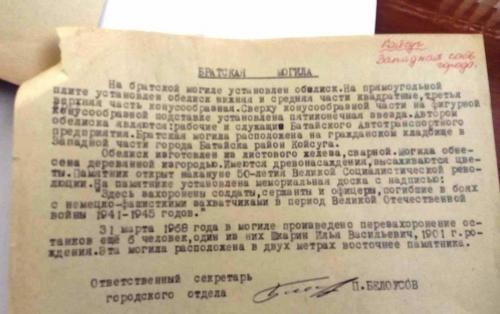 Койсуг
Западная часть
города.
БРАТСКАЯ МОГИЛА
На братской могиле установлен обелиск. На прямоугольной
плите установлен обелиск нижняя и средняя части квадратные, третья
верхняя часть конусообразная. Сверху конусообразной части на фигурной
конусообразной подставке установлена пятиконечная звезда. Автором
обелиска являются: рабочие и служащие Батайского Автотранспортного
предприятия. Братская могила расположена на гражданском кладбище в
Западной части города Батайска район Койсуга.
Обелиск изготовлен из листового железа, сварной. Могила обне-
сена деревянной изгородью. Имеются древонасаждения, высаживаются цве-
ты. Памятник открыт накануне 50-летия Великой Социалистической рево-
люции. На памятнике установлена мемориальная доска с надписью:
Здесь захоронены солдаты, сержанты и офицеры, погибшие в боях
с немецко-фашистскими захватчиками в период Великой Отечественной
войны 1941-1945 годов."
31 марта 1968 года в могиле произведено перезахоронение ос-
танков ещё 6 человек, один из них Шкарин Илья Васильевич, 1901 г.ро-
ждения. Эта могила расположена в двух метрах восточнее памятника.
Ответственный секретарь
городского отдела П.БЕЛОУСОВ